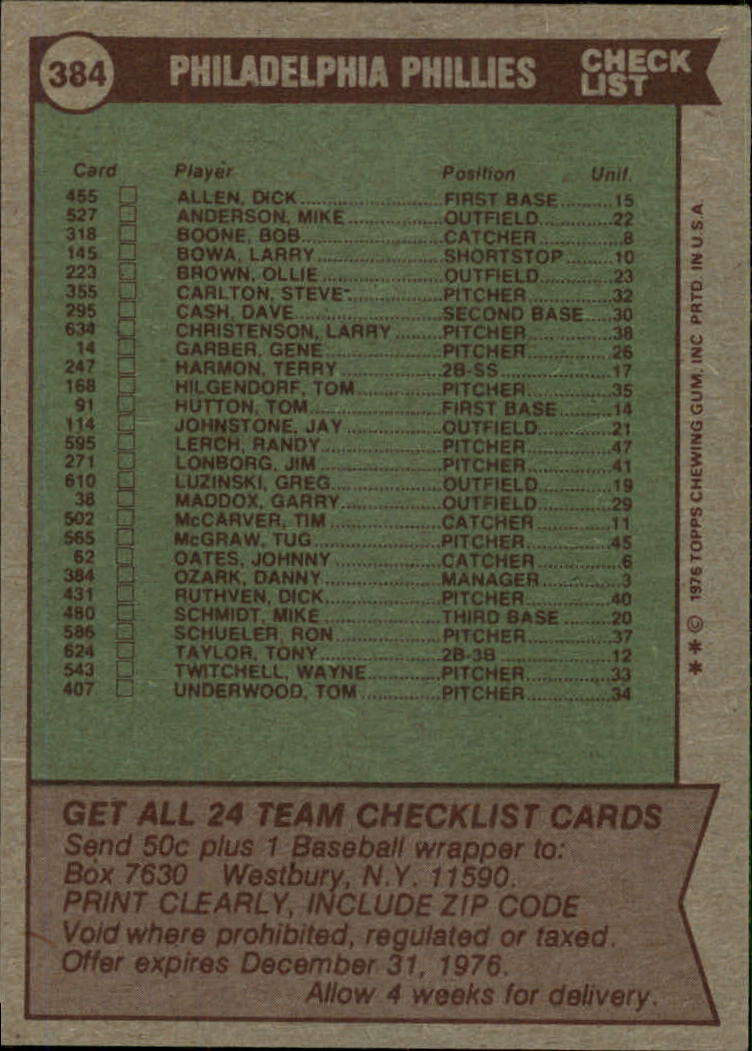 384 PHILADELPHIA PHILLIES CHECK LIST
Card Player Position Unif.
455 ALLEN, DICK FIRST BASE 15
527 ANDERSON, MIKE OUTFIELD 22
318 BOONE, BOB CATCHER 8
145 BOWA, LARRY SHORTSTOP 10
223 BROWN, OLLIE OUTFIELD 23
355 CARLTON, STEVE PITCHER 32
295 CASH, DAVE SECOND BASE 30
634 CHRISTENSON, LARRY PITCHER 38
14 GARBER, GENE PITCHER 26
247 HARMON, TERRY 2B-SS 17
168 HILGENDORF, TOM PITCHER 35
91 HUTTON, TOM FIRST BASE 14
114 JOHNSTONE, JAY OUTFIELD 21
595 LERCH, RANDY PITCHER 47
271 LONBORG, JIM PITCHER 41
610 LUZINSKI, GREG OUTFIELD 19
38 MADDOX, GARRY OUTFIELD 29
502 McCARVER, TIM CATCHER 11
565 McGRAW, TUG PITCHER 45
62 OATES, JOHNNY CATCHER 6
384 OZARK, DANNY MANAGER 3
431 RUTHVEN, DICK PITCHER 40
480 SCHMIDT, MIKE THIRD BASE 20
586 SCHUELER, RON PITCHER 37
624 TAYLOR, TONY 2B-3B 12
543 TWITCHELL, WAYNE PITCHER 33
407 UNDERWOOD, TOM PITCHER 34
** © 1976 TOPPS CHEWING GUM, INC PRTD. IN U.S.A.
GET ALL 24 TEAM CHECKLIST CARDS
Send 50c plus 1 Baseball wrapper to:
Box 7630 Westbury, N.Y. 11590.
PRINT CLEARLY, INCLUDE ZIP CODE
Void where prohibited, regulated or taxed.
Offer expires December 31, 1976.
Allow 4 weeks for delivery.